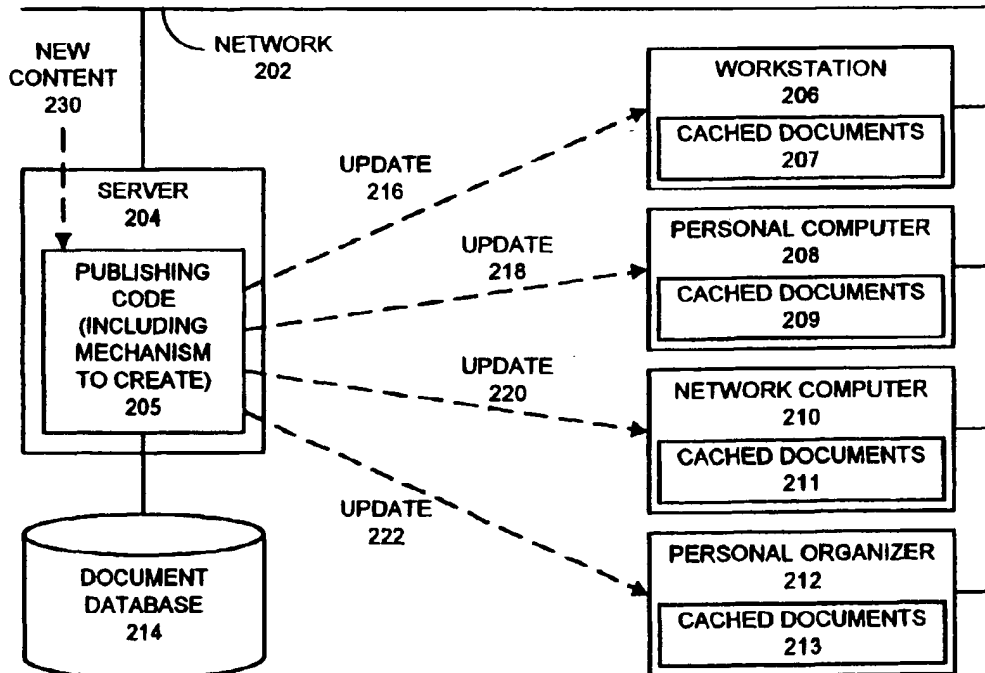 NETWORK
202
NEW
CONTENT
230
SERVER
204
PUBLISHING
CODE
(INCLUDING
MECHANISM
TO CREATE)
205
DOCUMENT
DATABASE
214
UPDATE
216
UPDATE
218
UPDATE
220
UPDATE
222
WORKSTATION
206
CACHED DOCUMENTS
207
PERSONAL COMPUTER
208
CACHED DOCUMENTS
209
NETWORK COMPUTER
210
CACHED DOCUMENTS
211
PERSONAL ORGANIZER
212
CACHED DOCUMENTS
213